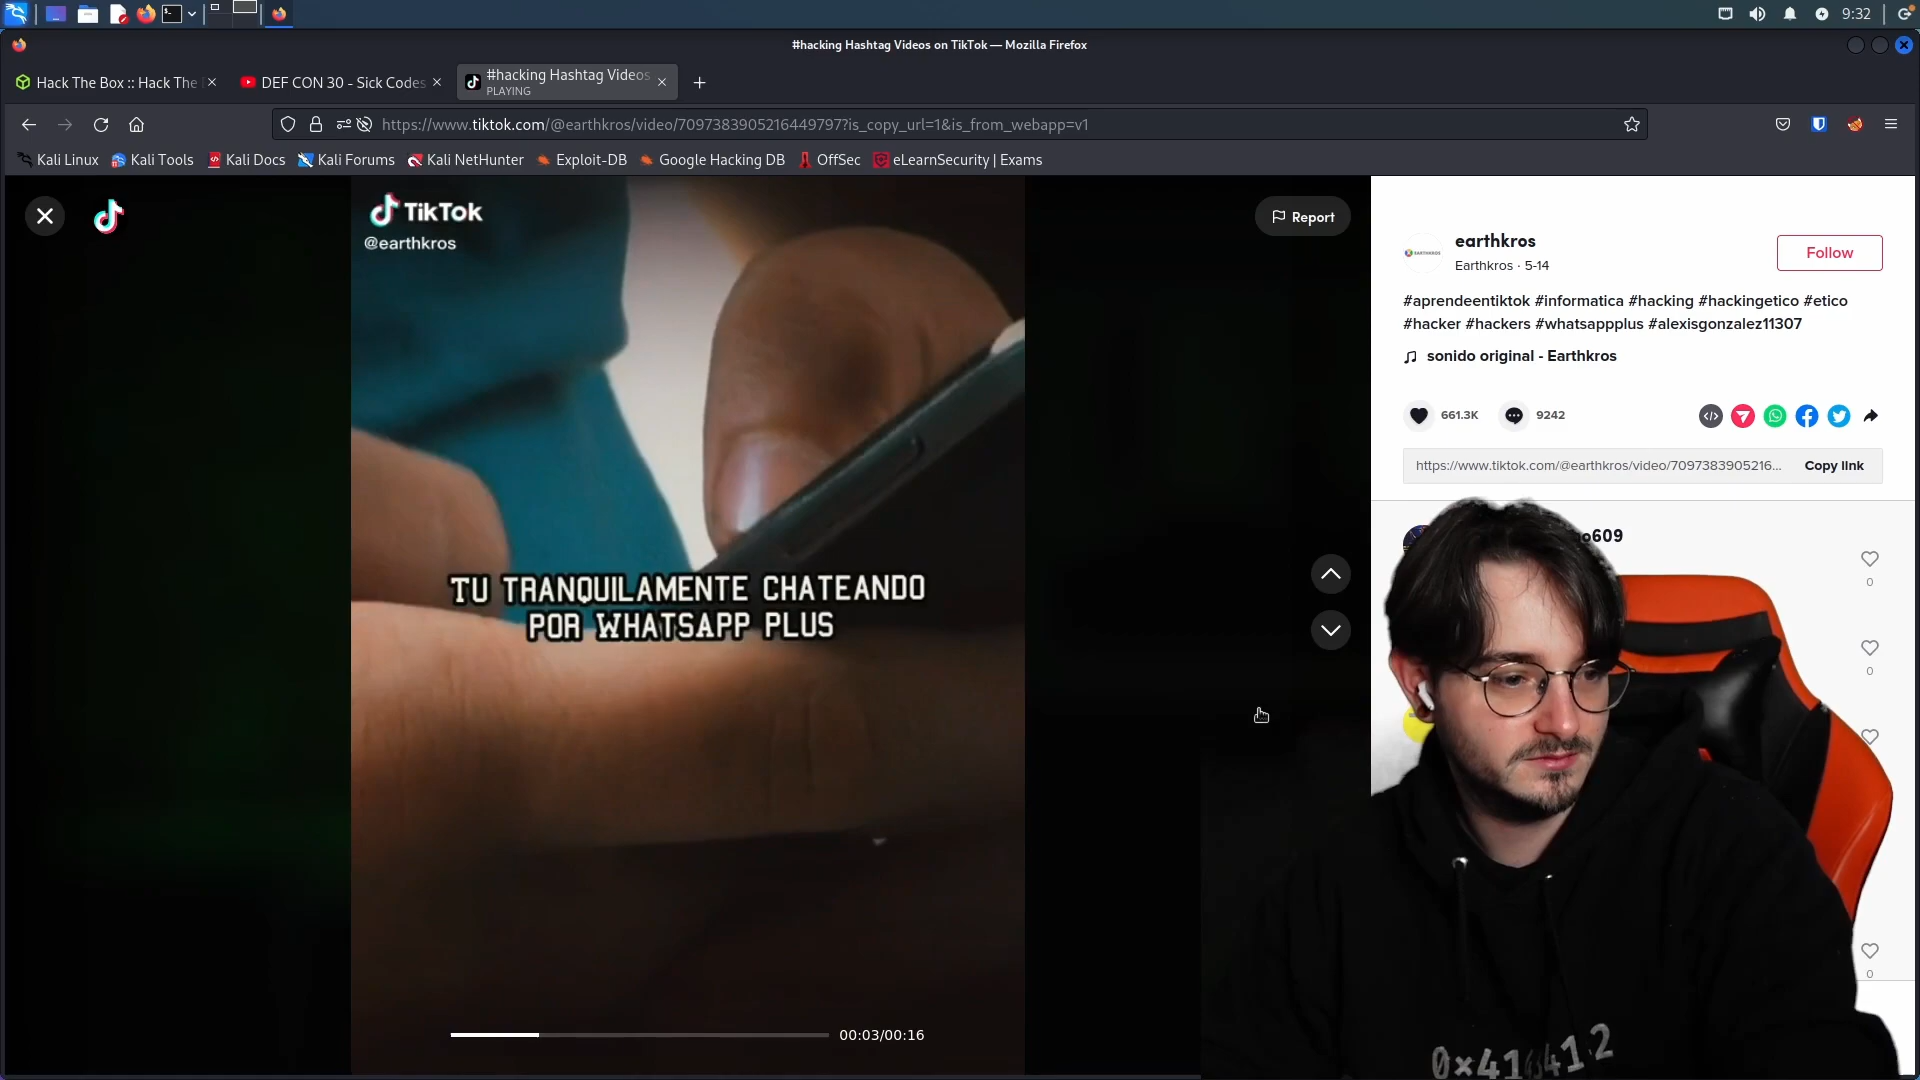 9:32
#hacking Hashtag Videos on TikTok — Mozilla Firefox
Hack The Box :: Hack The
DEF CON 30 - Sick Codes
#hacking Hashtag Videos
PLAYING
https://www.tiktok.com/@earthkros/video/7097383905216449797?is_copy_url=1&is_from_webapp=v1
Kali Linux
Kali Tools
Kali Docs
Kali Forums
Kali NetHunter
Exploit-DB
Google Hacking DB
OffSec
eLearnSecurity | Exams
TikTok
@earthkros
Report
TU TRANQUILAMENTE CHATEANDO
POR WHATSAPP PLUS
00:03/00:16
earthkros
Earthkros · 5-14
Follow
#aprendeentiktok #informatica #hacking #hackingetico #etico
#hacker #hackers #whatsappplus #alexisgonzalez11307
sonido original - Earthkros
661.3K
9242
https://www.tiktok.com/@earthkros/video/7097383905216...
Copy link
o609
0
0
0